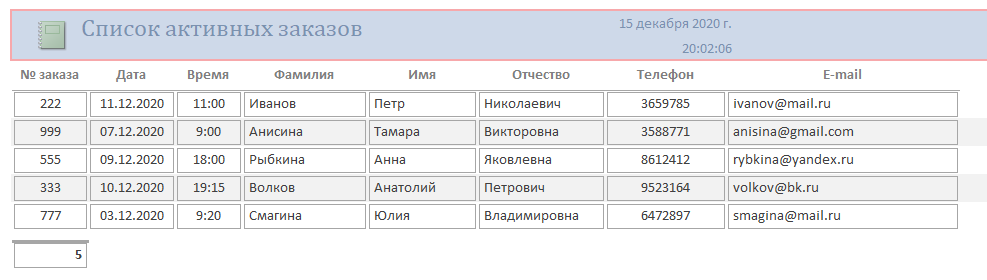 Список активных заказов
15 декабря 2020 г.
20:02:06
№ заказа Дата Время Фамилия Имя Отчество Телефон E-mail
222 11.12.2020 11:00 Иванов Петр Николаевич 3659785 ivanov@mail.ru
999 07.12.2020 9:00 Анисина Тамара Викторовна 3588771 anisina@gmail.com
555 09.12.2020 18:00 Рыбкина Анна Яковлевна 8612412 rybkina@yandex.ru
333 10.12.2020 19:15 Волков Анатолий Петрович 9523164 volkov@bk.ru
777 03.12.2020 9:20 Смагина Юлия Владимировна 6472897 smagina@mail.ru
5